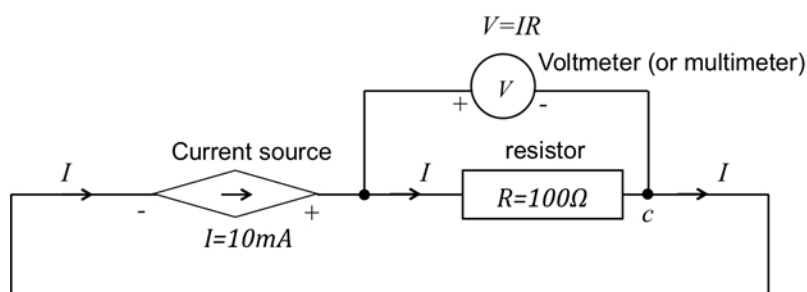 V=IR
Voltmeter (or multimeter)
V
+ -
Current source
resistor
I
I
I
- +
R=100Ω
c
I=10mA